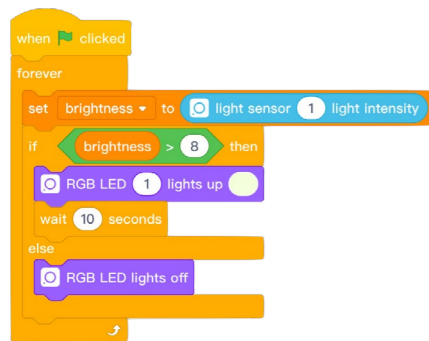 when clicked
forever
set brightness to light sensor 1 light intensity
if brightness > 8 then
RGB LED 1 lights up
wait 10 seconds
else
RGB LED lights off